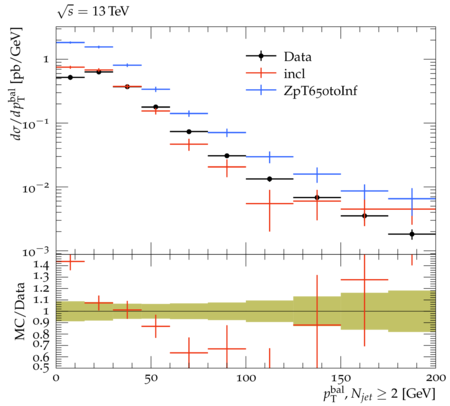 √s = 13 TeV
dσ/dp_T^bal [pb/GeV]
1
10^−1
10^−2
10^−3
Data
incl
ZpT650toInf
MC/Data
1.4
1.3
1.2
1.1
1
0.9
0.8
0.7
0.6
0.5
0
50
100
150
200
p_T^bal, N_jet ≥ 2 [GeV]